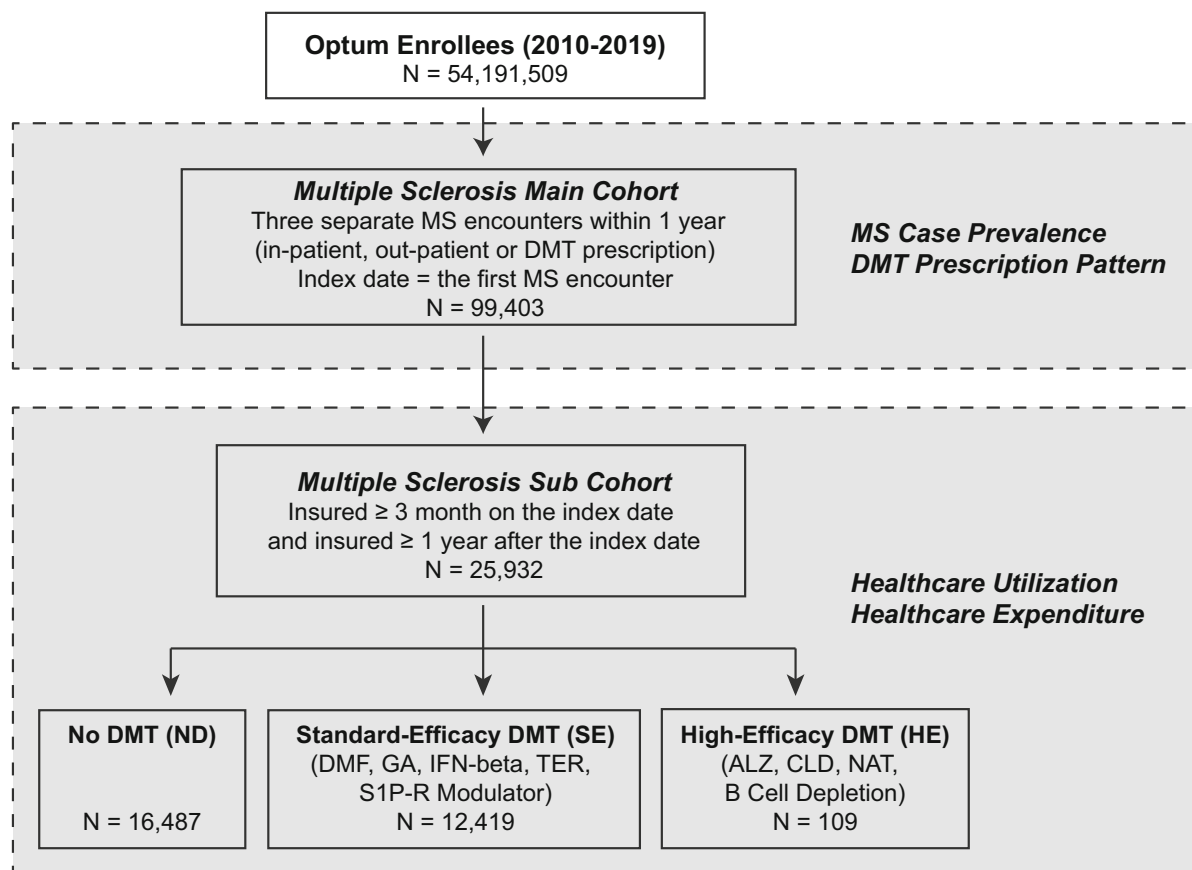 Optum Enrollees (2010-2019)
N = 54,191,509
Multiple Sclerosis Main Cohort
Three separate MS encounters within 1 year
(in-patient, out-patient or DMT prescription)
Index date = the first MS encounter
N = 99,403
MS Case Prevalence
DMT Prescription Pattern
Multiple Sclerosis Sub Cohort
Insured ≥ 3 month on the index date
and insured ≥ 1 year after the index date
N = 25,932
Healthcare Utilization
Healthcare Expenditure
No DMT (ND)
N = 16,487
Standard-Efficacy DMT (SE)
(DMF, GA, IFN-beta, TER,
S1P-R Modulator)
N = 12,419
High-Efficacy DMT (HE)
(ALZ, CLD, NAT,
B Cell Depletion)
N = 109